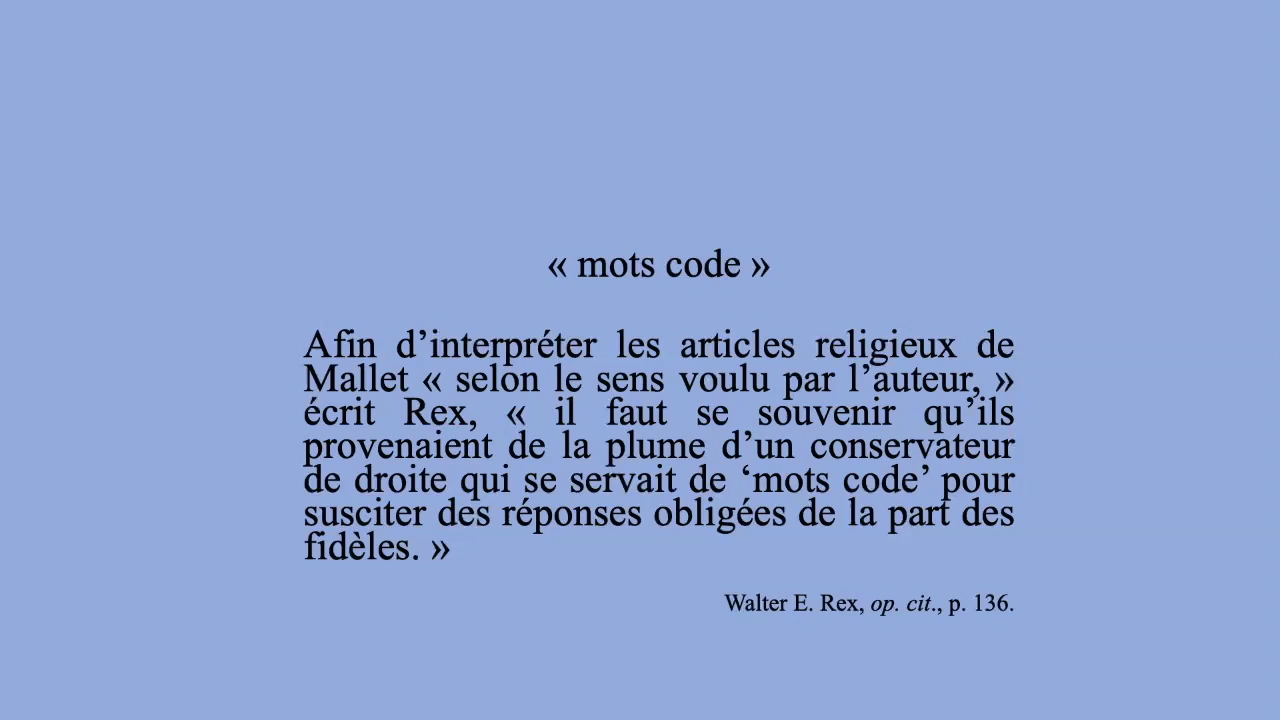 « mots code »
Afin d’interpréter les articles religieux de
Mallet « selon le sens voulu par l’auteur, »
écrit Rex, « il faut se souvenir qu’ils
provenaient de la plume d’un conservateur
de droite qui se servait de ‘mots code’ pour
susciter des réponses obligées de la part des
fidèles. »
Walter E. Rex, op. cit., p. 136.